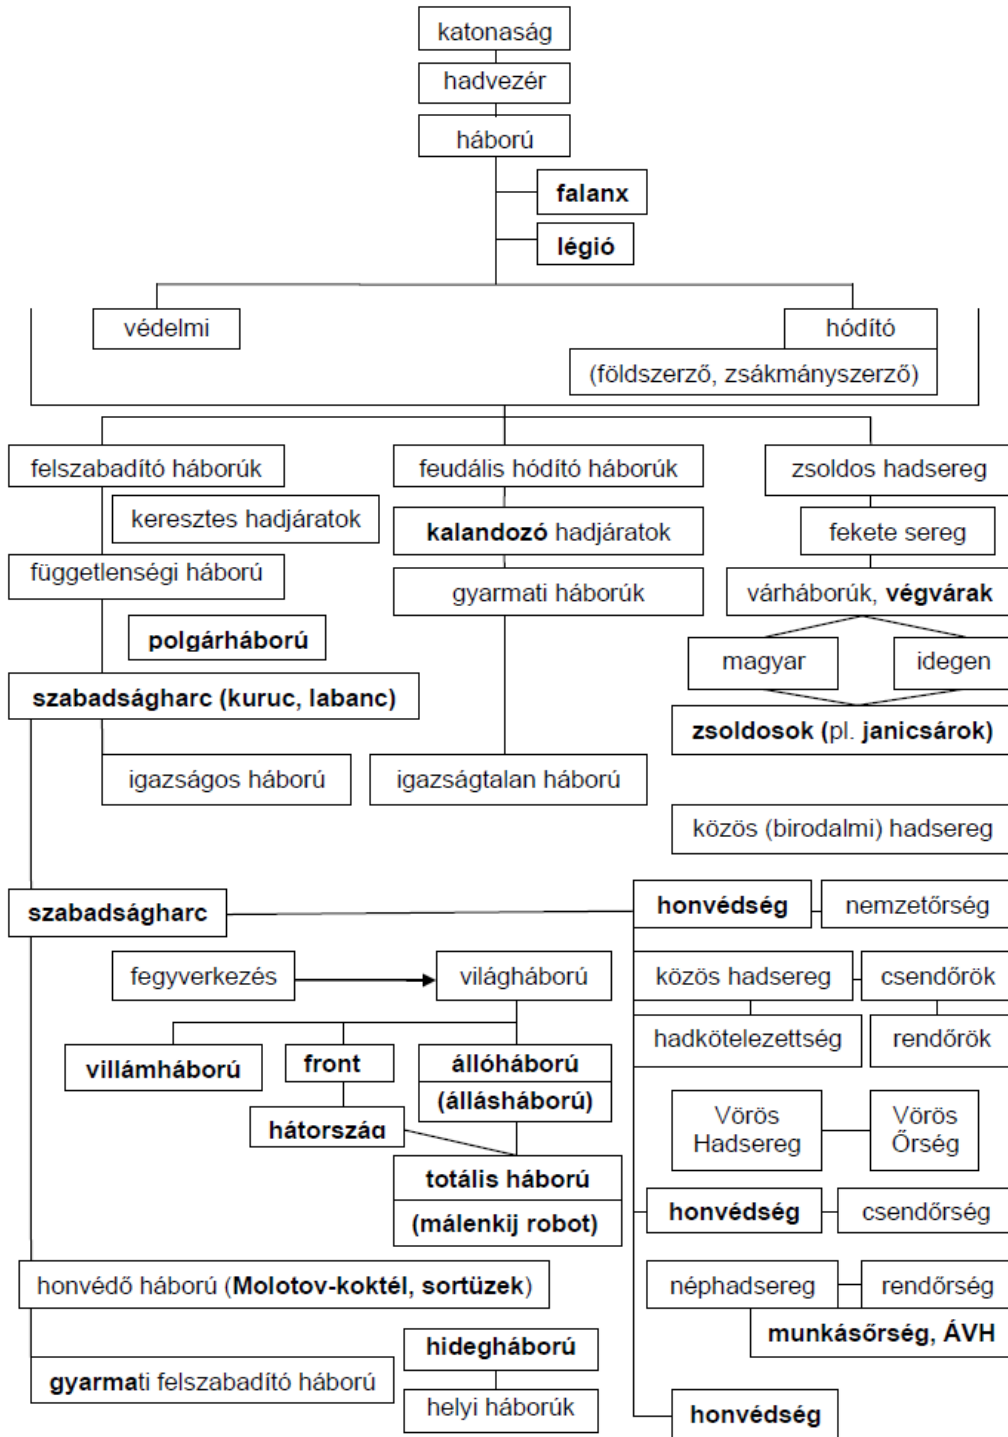 katonaság
hadvezér
háború
falanx
légió
védelmi
hódító
(földszerző, zsákmányszerző)
felszabadító háborúk
feudális hódító háborúk
zsoldos hadsereg
keresztes hadjáratok
kalandozó hadjáratok
fekete sereg
függetlenségi háború
gyarmati háborúk
várháborúk, végvárak
polgárháború
magyar
idegen
szabadságharc (kuruc, labanc)
zsoldosok (pl. janicsárok)
igazságos háború
igazságtalan háború
közös (birodalmi) hadsereg
szabadságharc
honvédség
nemzetőrség
fegyverkezés
világháború
közös hadsereg
csendőrök
hadkötelezettség
rendőrök
villámháború
front
állóháború
(állásháború)
hátország
Vörös
Hadsereg
Vörös
Őrség
totális háború
(málenkij robot)
honvédség
csendőrség
honvédő háború (Molotov-koktél, sortüzek)
néphadsereg
rendőrség
munkásőrség, ÁVH
hidegháború
gyarmati felszabadító háború
helyi háborúk
honvédség